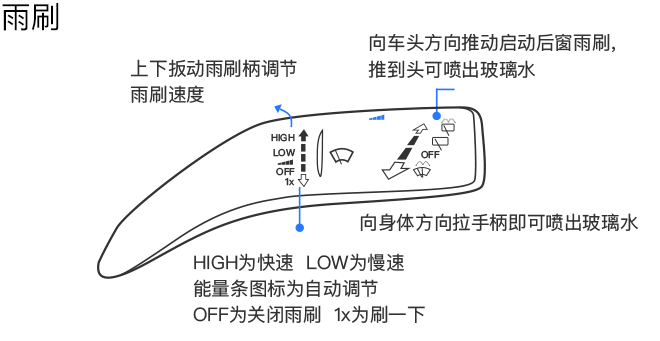 雨刷
向车头方向推动启动后窗雨刷,
推到头可喷出玻璃水
上下扳动雨刷柄调节
雨刷速度
HIGH
LOW
OFF
1x
OFF
向身体方向拉手柄即可喷出玻璃水
HIGH为快速 LOW为慢速
能量条图标为自动调节
OFF为关闭雨刷 1x为刷一下